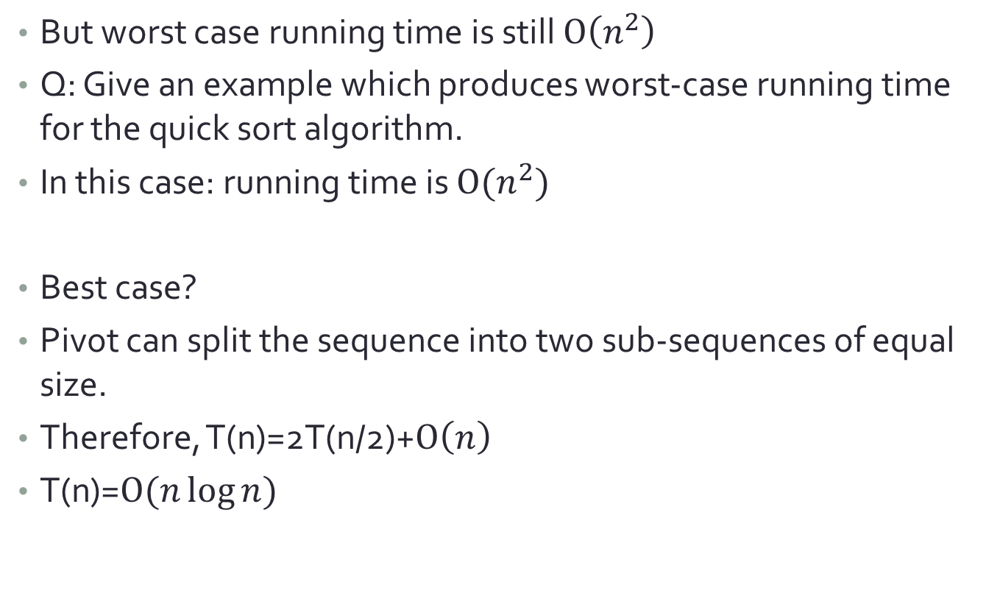 • But worst case running time is still O(n²)
• Q: Give an example which produces worst-case running time
for the quick sort algorithm.
• In this case: running time is O(n²)
• Best case?
• Pivot can split the sequence into two sub-sequences of equal
size.
• Therefore, T(n)=2T(n/2)+O(n)
• T(n)=O(n log n)